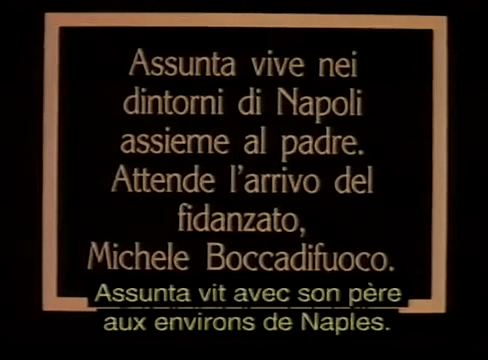 Assunta vive nei
dintorni di Napoli
assieme al padre.
Attende l'arrivo del
fidanzato,
Michele Boccadifuoco.
Assunta vit avec son père
aux environs de Naples.